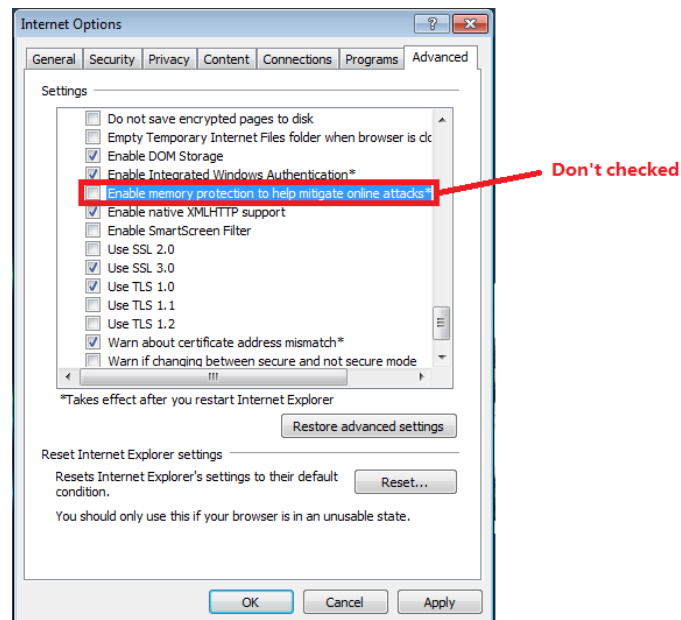 Internet Options
General Security Privacy Content Connections Programs Advanced
Settings
Do not save encrypted pages to disk
Empty Temporary Internet Files folder when browser is clc
Enable DOM Storage
Enable Integrated Windows Authentication*
Enable memory protection to help mitigate online attacks*
Don't checked
Enable native XMLHTTP support
Enable SmartScreen Filter
Use SSL 2.0
Use SSL 3.0
Use TLS 1.0
Use TLS 1.1
Use TLS 1.2
Warn about certificate address mismatch*
Warn if changing between secure and not secure mode
*Takes effect after you restart Internet Explorer
Restore advanced settings
Reset Internet Explorer settings
Resets Internet Explorer's settings to their default
condition.
Reset...
You should only use this if your browser is in an unusable state.
OK Cancel Apply